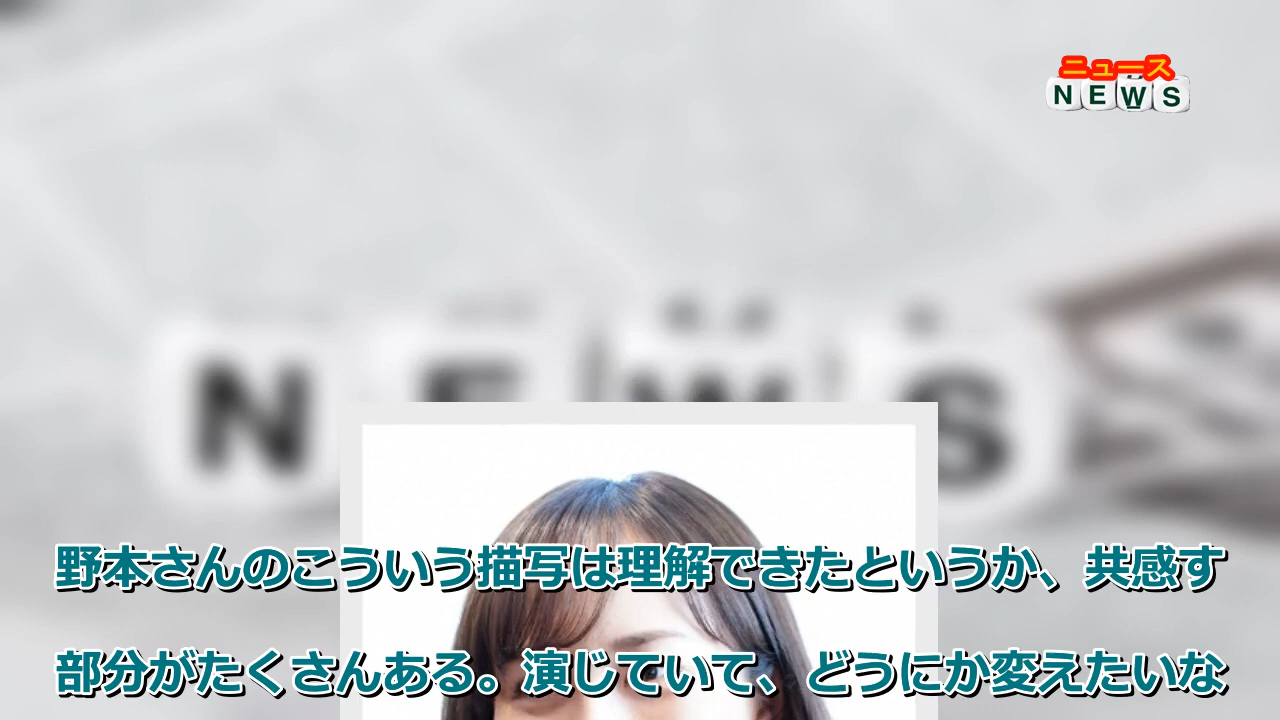 ニュース
NEWS
NEWS
野本さんのこういう描写は理解できたというか、共感す
部分がたくさんある。演じていて、どうにか変えたいな